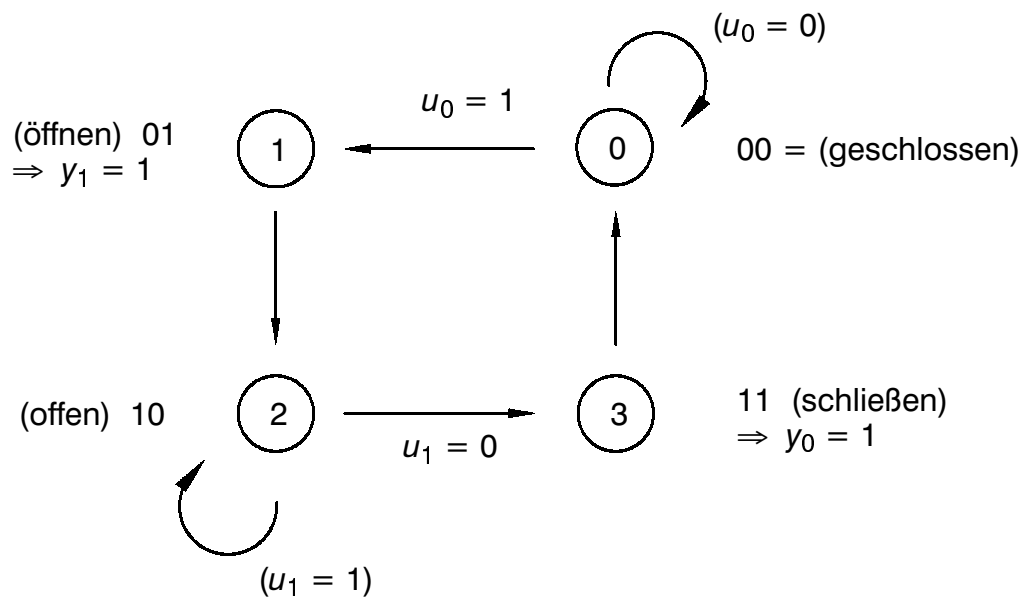 (u₀ = 0)
u₀ = 1
(öffnen) 01
⇒ y₁ = 1
1
0
00 = (geschlossen)
(offen) 10
2
u₁ = 0
3
11 (schließen)
⇒ y₀ = 1
(u₁ = 1)